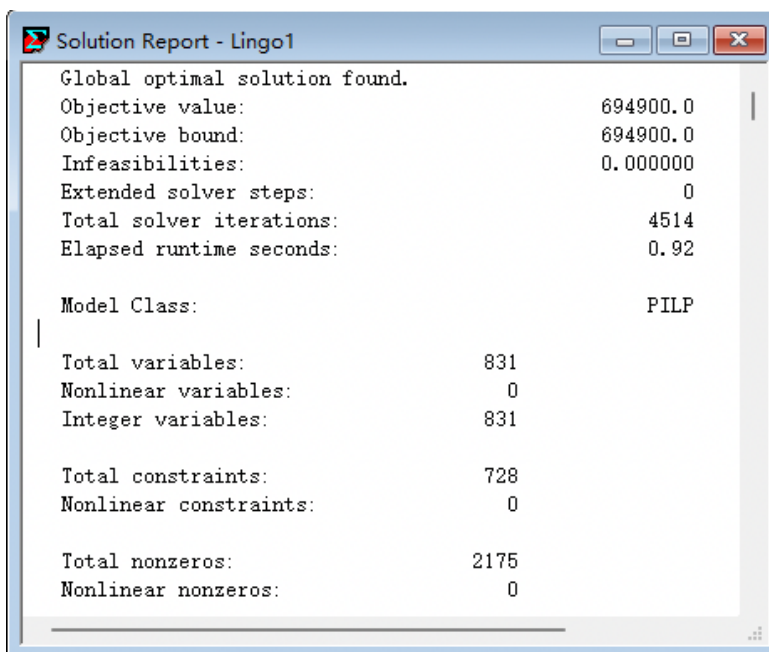 Solution Report - Lingo1
Global optimal solution found.
Objective value: 694900.0
Objective bound: 694900.0
Infeasibilities: 0.000000
Extended solver steps: 0
Total solver iterations: 4514
Elapsed runtime seconds: 0.92
Model Class: PILP
Total variables: 831
Nonlinear variables: 0
Integer variables: 831
Total constraints: 728
Nonlinear constraints: 0
Total nonzeros: 2175
Nonlinear nonzeros: 0